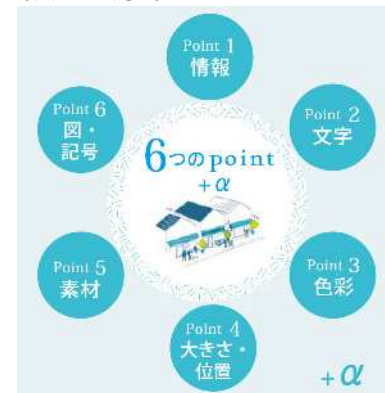 Point 1
情報
Point 2
文字
Point 3
色彩
Point 4
大きさ・
位置
Point 5
素材
Point 6
図・
記号
6つのpoint
+α
+α